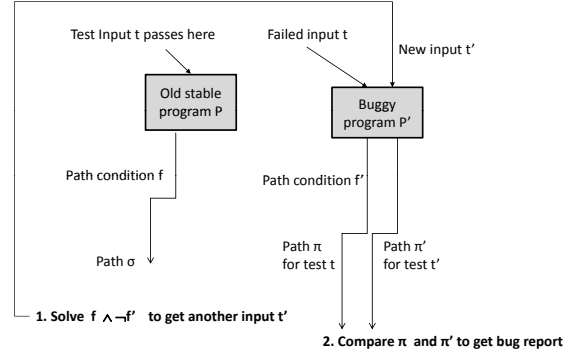 Test Input t passes here
Failed input t
New input t’
Old stable
program P
Buggy
program P’
Path condition f
Path condition f’
Path σ
Path π
for test t
Path π’
for test t’
1. Solve f ∧ ¬f’ to get another input t’
2. Compare π and π’ to get bug report